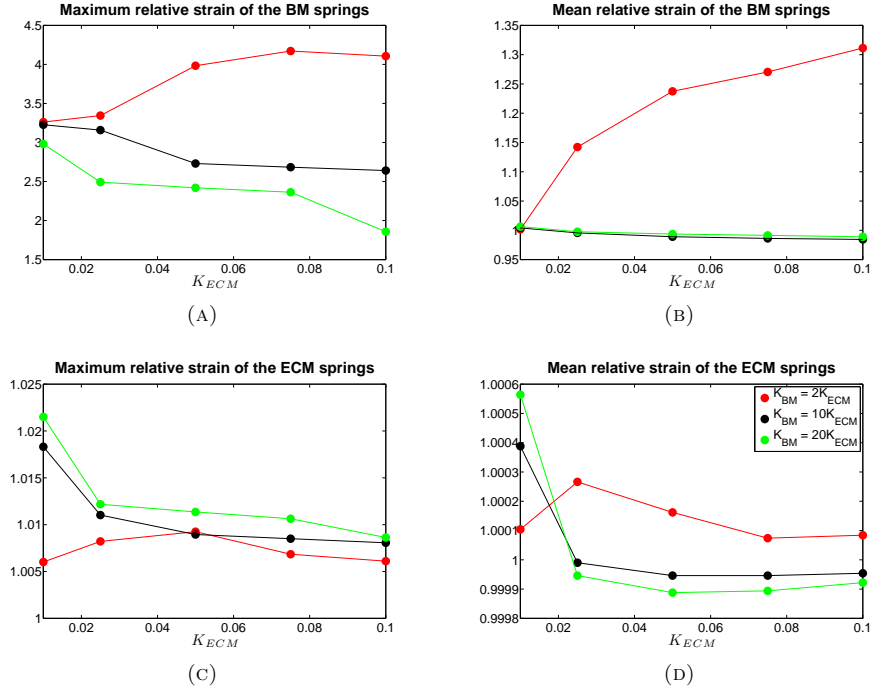 Maximum relative strain of the BM springs
4.5
4
3.5
3
2.5
2
1.5
0.02 0.04 0.06 0.08 0.1
K_ECM
(A)
Mean relative strain of the BM springs
1.35
1.3
1.25
1.2
1.15
1.1
1.05
1
0.95
0.02 0.04 0.06 0.08 0.1
K_ECM
(B)
Maximum relative strain of the ECM springs
1.025
1.02
1.015
1.01
1.005
1
0.02 0.04 0.06 0.08 0.1
K_ECM
(C)
Mean relative strain of the ECM springs
1.0006
1.0005
1.0004
1.0003
1.0002
1.0001
1
0.9999
0.9998
K_BM = 2K_ECM
K_BM = 10K_ECM
K_BM = 20K_ECM
0.02 0.04 0.06 0.08 0.1
K_ECM
(D)